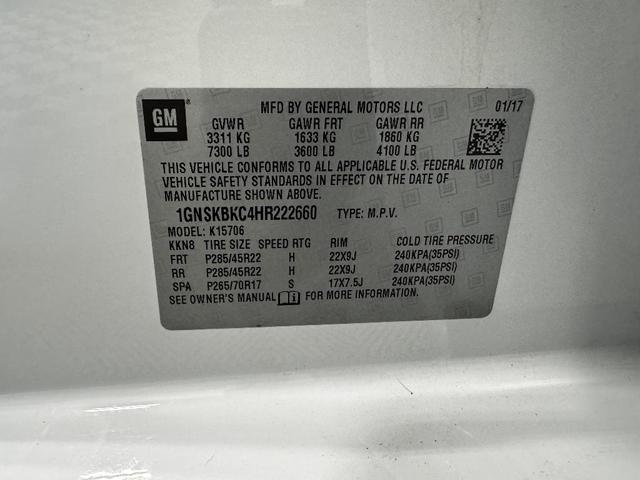 GM
MFD BY GENERAL MOTORS LLC 01/17
GVWR GAWR FRT GAWR RR
3311 KG 1633 KG 1860 KG
7300 LB 3600 LB 4100 LB
THIS VEHICLE CONFORMS TO ALL APPLICABLE U.S. FEDERAL MOTOR
VEHICLE SAFETY STANDARDS IN EFFECT ON THE DATE OF
MANUFACTURE SHOWN ABOVE.
1GNSKBKC4HR222660 TYPE: M.P.V.
MODEL: K15706
KKN8 TIRE SIZE SPEED RTG RIM COLD TIRE PRESSURE
FRT P285/45R22 H 22X9J 240KPA(35PSI)
RR P285/45R22 H 22X9J 240KPA(35PSI)
SPA P265/70R17 S 17X7.5J 240KPA(35PSI)
SEE OWNER'S MANUAL FOR MORE INFORMATION.